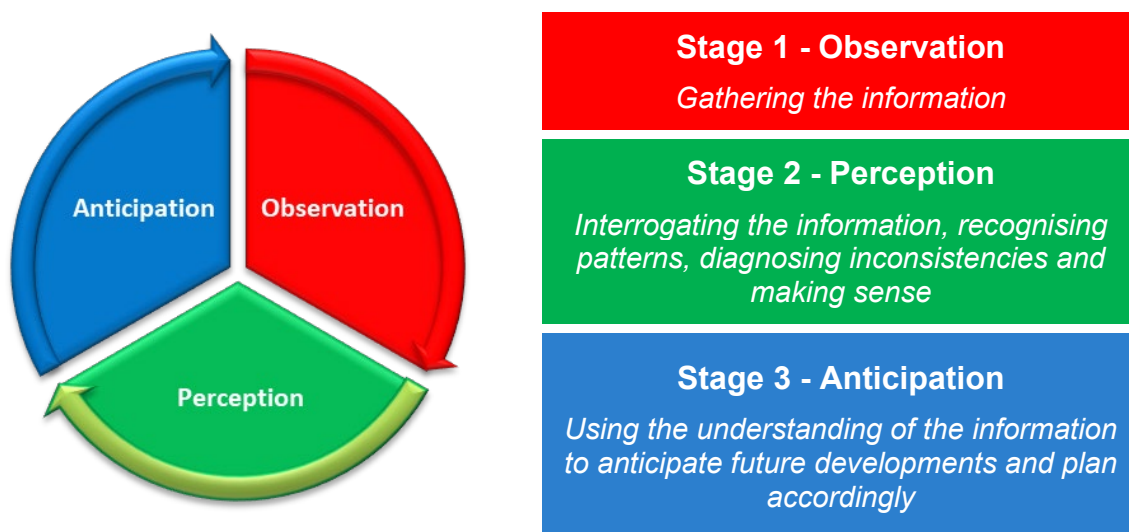 Anticipation
Observation
Perception
Stage 1 - Observation
Gathering the information
Stage 2 - Perception
Interrogating the information, recognising
patterns, diagnosing inconsistencies and
making sense
Stage 3 - Anticipation
Using the understanding of the information
to anticipate future developments and plan
accordingly